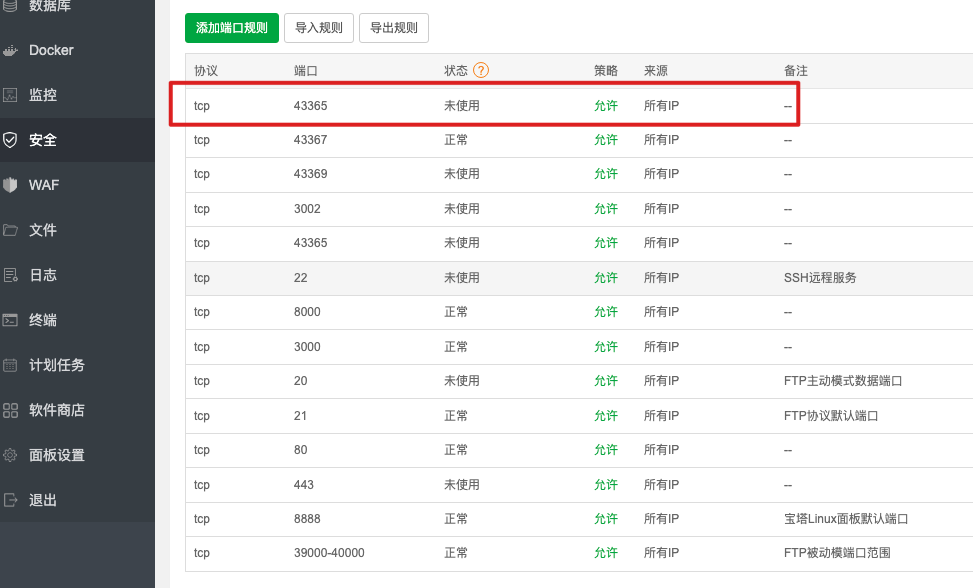 数据库
Docker
监控
安全
WAF
文件
日志
终端
计划任务
软件商店
面板设置
退出
添加端口规则 导入规则 导出规则
协议 端口 状态 ? 策略 来源 备注
tcp 43365 未使用 允许 所有IP --
tcp 43367 正常 允许 所有IP --
tcp 43369 未使用 允许 所有IP --
tcp 3002 未使用 允许 所有IP --
tcp 43365 未使用 允许 所有IP --
tcp 22 未使用 允许 所有IP SSH远程服务
tcp 8000 正常 允许 所有IP --
tcp 3000 正常 允许 所有IP --
tcp 20 未使用 允许 所有IP FTP主动模式数据端口
tcp 21 正常 允许 所有IP FTP协议默认端口
tcp 80 正常 允许 所有IP --
tcp 443 未使用 允许 所有IP --
tcp 8888 正常 允许 所有IP 宝塔Linux面板默认端口
tcp 39000-40000 正常 允许 所有IP FTP被动模端口范围